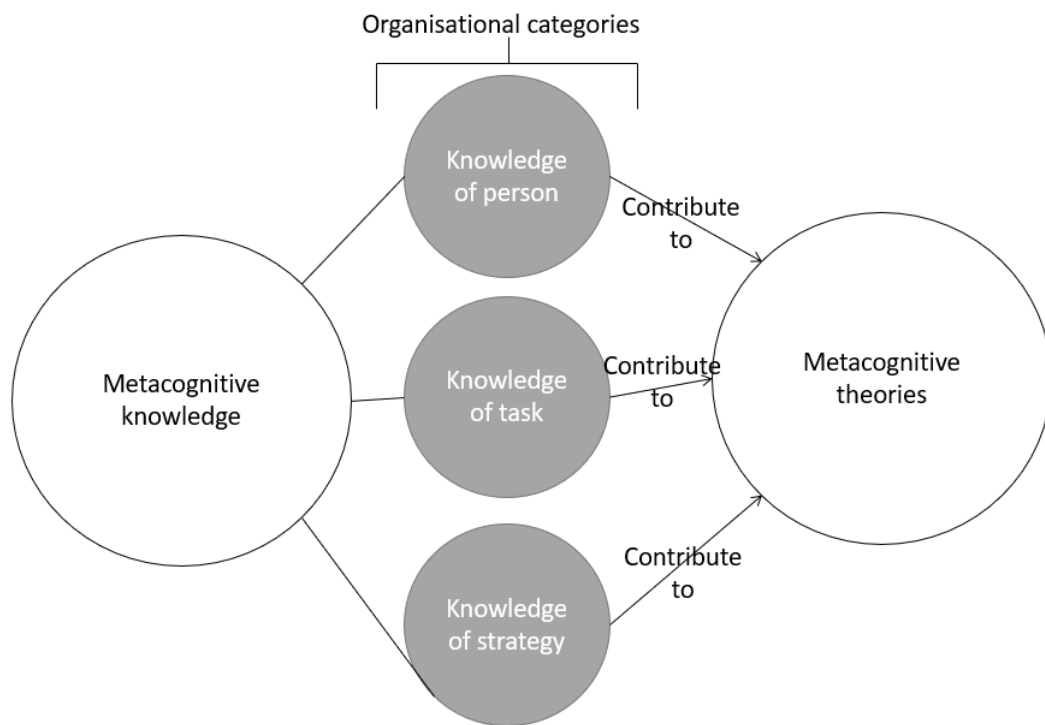 Organisational categories
Knowledge
of person
Contribute
to
Metacognitive
knowledge
Knowledge
of task
Contribute
to
Metacognitive
theories
Knowledge
of strategy
Contribute
to